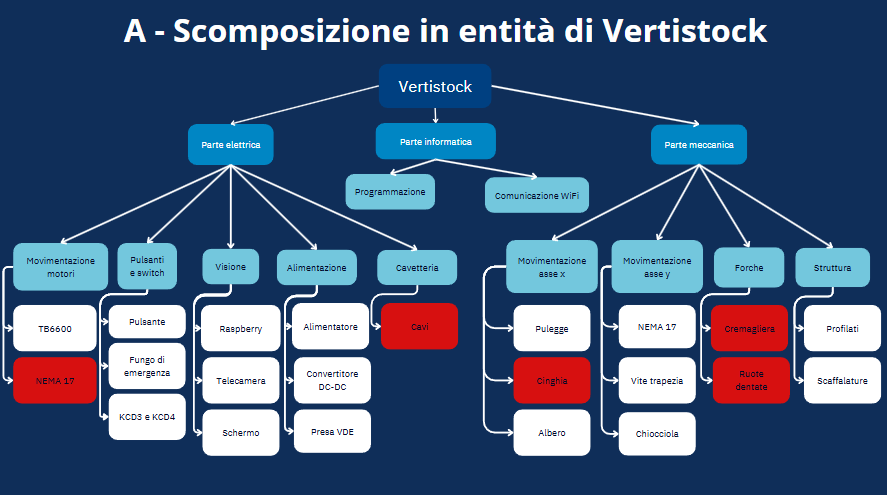 A - Scomposizione in entità di Vertistock
Vertistock
Parte elettrica
Parte informatica
Parte meccanica
Programmazione
Comunicazione WiFi
Movimentazione
motori
Pulsanti
e switch
Visione
Alimentazione
Cavetteria
Movimentazione
asse x
Movimentazione
asse y
Forche
Struttura
TB6600
NEMA 17
Pulsante
Fungo di
emergenza
KCD3 e KCD4
Raspberry
Telecamera
Schermo
Alimentatore
Convertitore
DC-DC
Presa VDE
Cavi
Pulegge
Cinghia
Albero
NEMA 17
Vite trapezia
Chiocciola
Cremagliera
Ruote
dentate
Profilati
Scaffalature